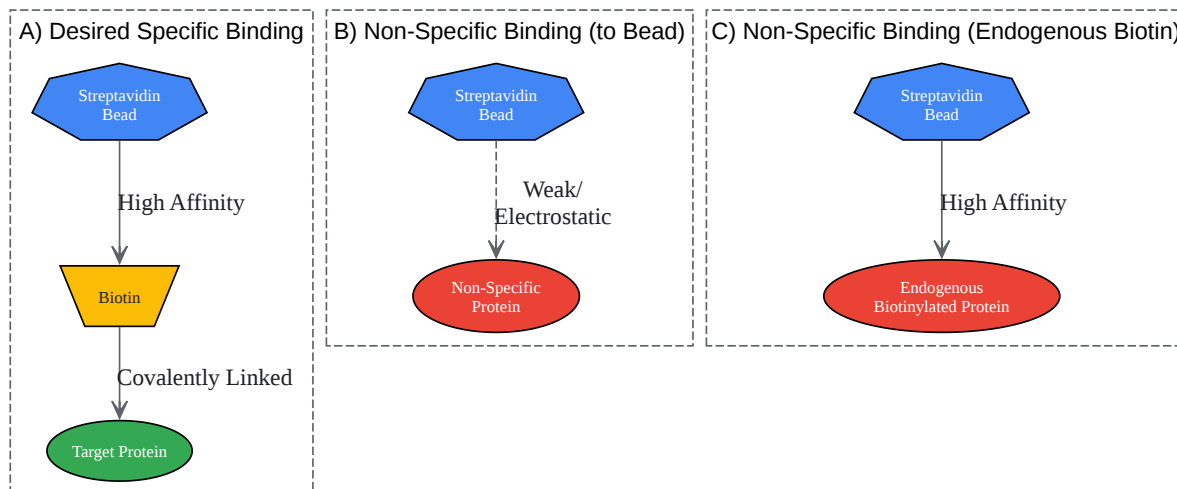 A) Desired Specific Binding
Streptavidin
Bead
High Affinity
Biotin
Covalently Linked
Target Protein
B) Non-Specific Binding (to Bead)
Streptavidin
Bead
Weak/
Electrostatic
Non-Specific
Protein
C) Non-Specific Binding (Endogenous Biotin)
Streptavidin
Bead
High Affinity
Endogenous
Biotinylated Protein